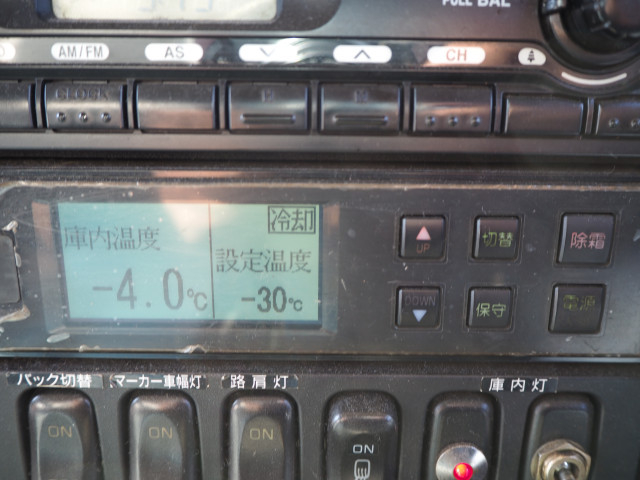 PULL BAL
AM/FM
AS
CH
CLOCK
庫内温度
-4.0℃
冷却
設定温度
-30℃
UP
切替
除霜
DOWN
保守
電源
バック切替
マーカー車幅灯
路肩灯
庫内灯
ON
ON
ON
ON